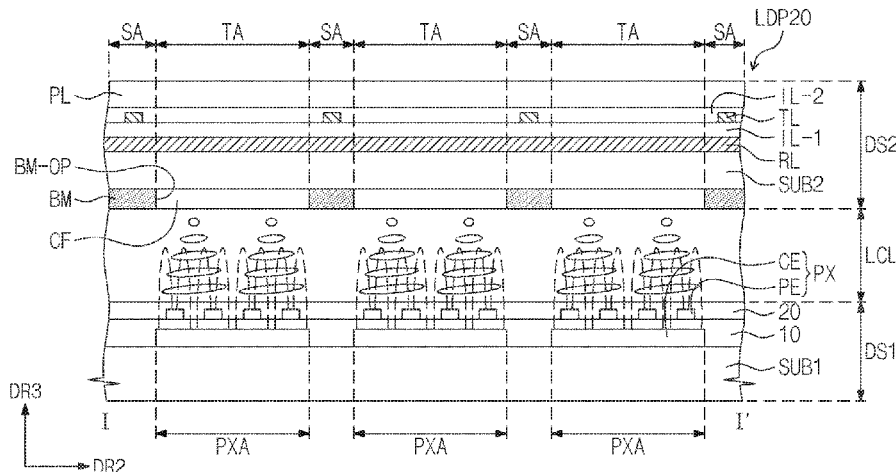 LDP20
SA TA SA TA SA TA SA
PL
IL-2
TL
IL-1
RL
DS2
BM-OP
SUB2
BM
CF
LCL
CE
PE
PX
20
10
DS1
SUB1
DR3
I I'
PXA PXA PXA
DR2